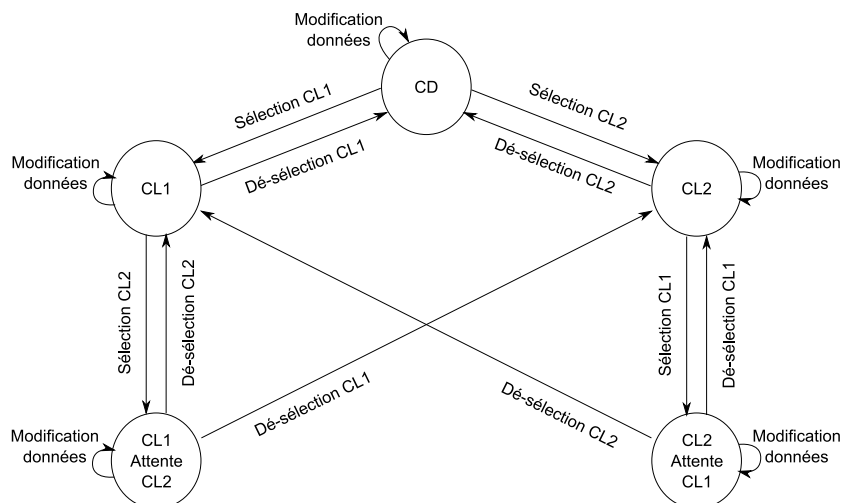 Modification
données
CD
Sélection CL1
Sélection CL2
Dé-sélection CL1
Dé-sélection CL2
Modification
données
CL1
CL2
Modification
données
Sélection CL2
Dé-sélection CL2
Sélection CL1
Dé-sélection CL1
Dé-sélection CL1
Dé-sélection CL2
Modification
données
CL1
Attente
CL2
CL2
Attente
CL1
Modification
données